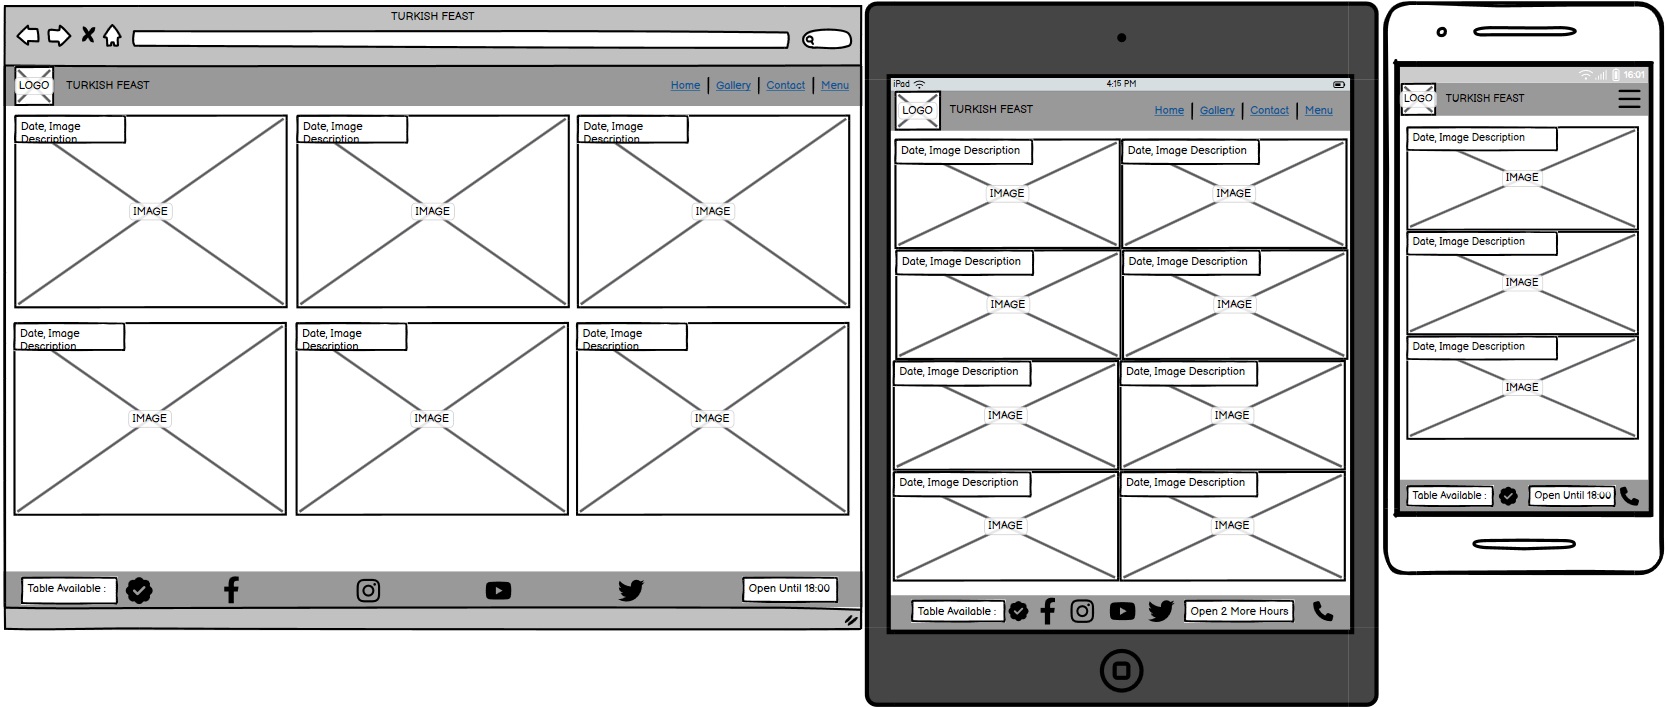 TURKISH FEAST
LOGO TURKISH FEAST Home Gallery Contact Menu
Date, Image
Description
Date, Image
Description
Date, Image
Description
IMAGE IMAGE IMAGE
Date, Image
Description
Date, Image
Description
Date, Image
Description
IMAGE IMAGE IMAGE
Table Available : Open Until 18:00
iPad 4:15 PM
LOGO TURKISH FEAST Home Gallery Contact Menu
Date, Image Description Date, Image Description
IMAGE IMAGE
Date, Image Description Date, Image Description
IMAGE IMAGE
Date, Image Description Date, Image Description
IMAGE IMAGE
Date, Image Description Date, Image Description
IMAGE IMAGE
Table Available : Open 2 More Hours
16:01
LOGO TURKISH FEAST
Date, Image Description
IMAGE
Date, Image Description
IMAGE
Date, Image Description
IMAGE
Table Available : Open Until 18:00